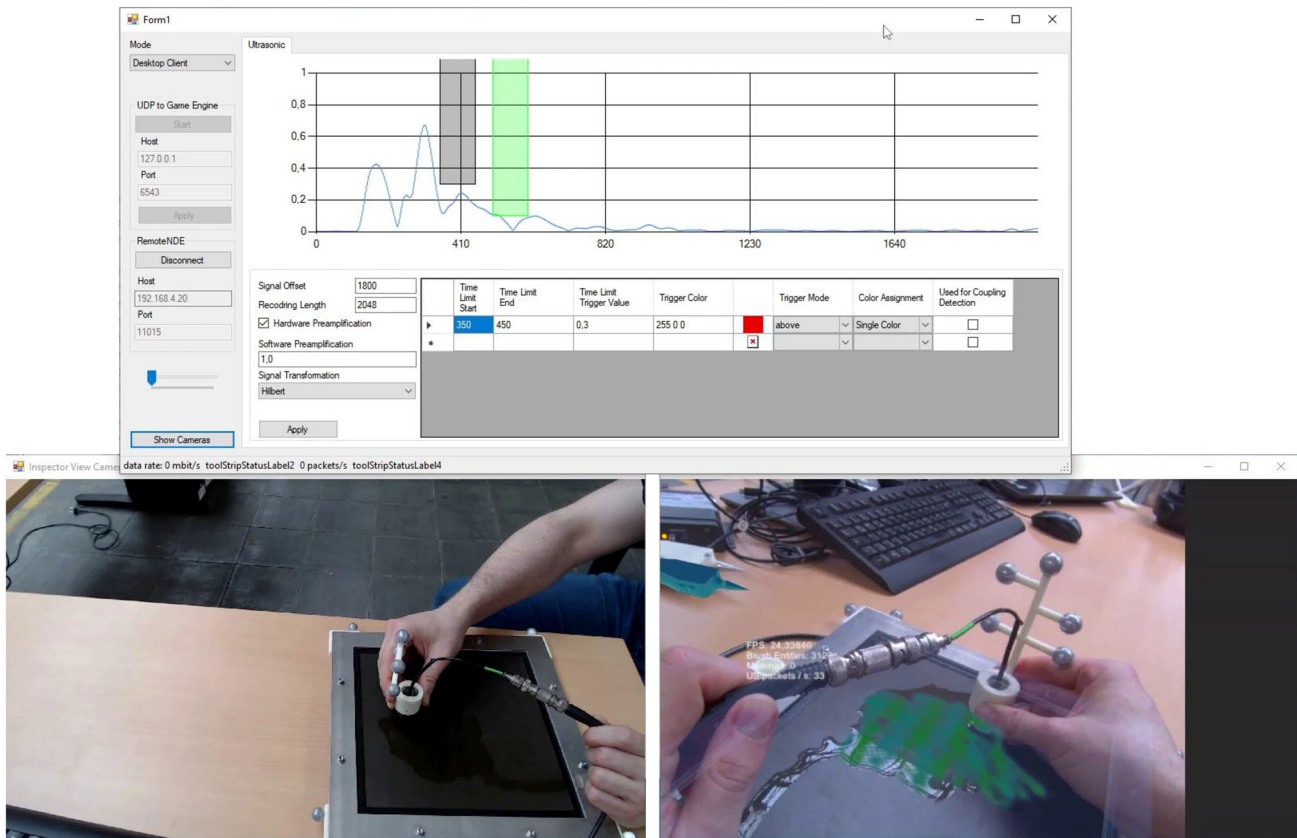 Form1
Mode
Desktop Client
UDP to Game Engine
Start
Host
127.0.0.1
Port
6543
Apply
RemoteNDE
Disconnect
Host
192.168.4.20
Port
11015
Show Cameras
Ultrasonic
1
0,8
0,6
0,4
0,2
0
0 410 820 1230 1640
Signal Offset 1800
Recodring Length 2048
Hardware Preamplification
Software Preamplification
1,0
Signal Transformation
Hilbert
Apply
Time Limit Start
Time Limit End
Time Limit Trigger Value
Trigger Color
Trigger Mode
Color Assignment
Used for Coupling Detection
350 450 0,3 255 0 0 above Single Color
data rate: 0 mbit/s toolStripStatusLabel2 0 packets/s toolStripStatusLabel4
Inspector View Came
FPS: 24,33640
Brush Entities: 312
US packets / s: 33